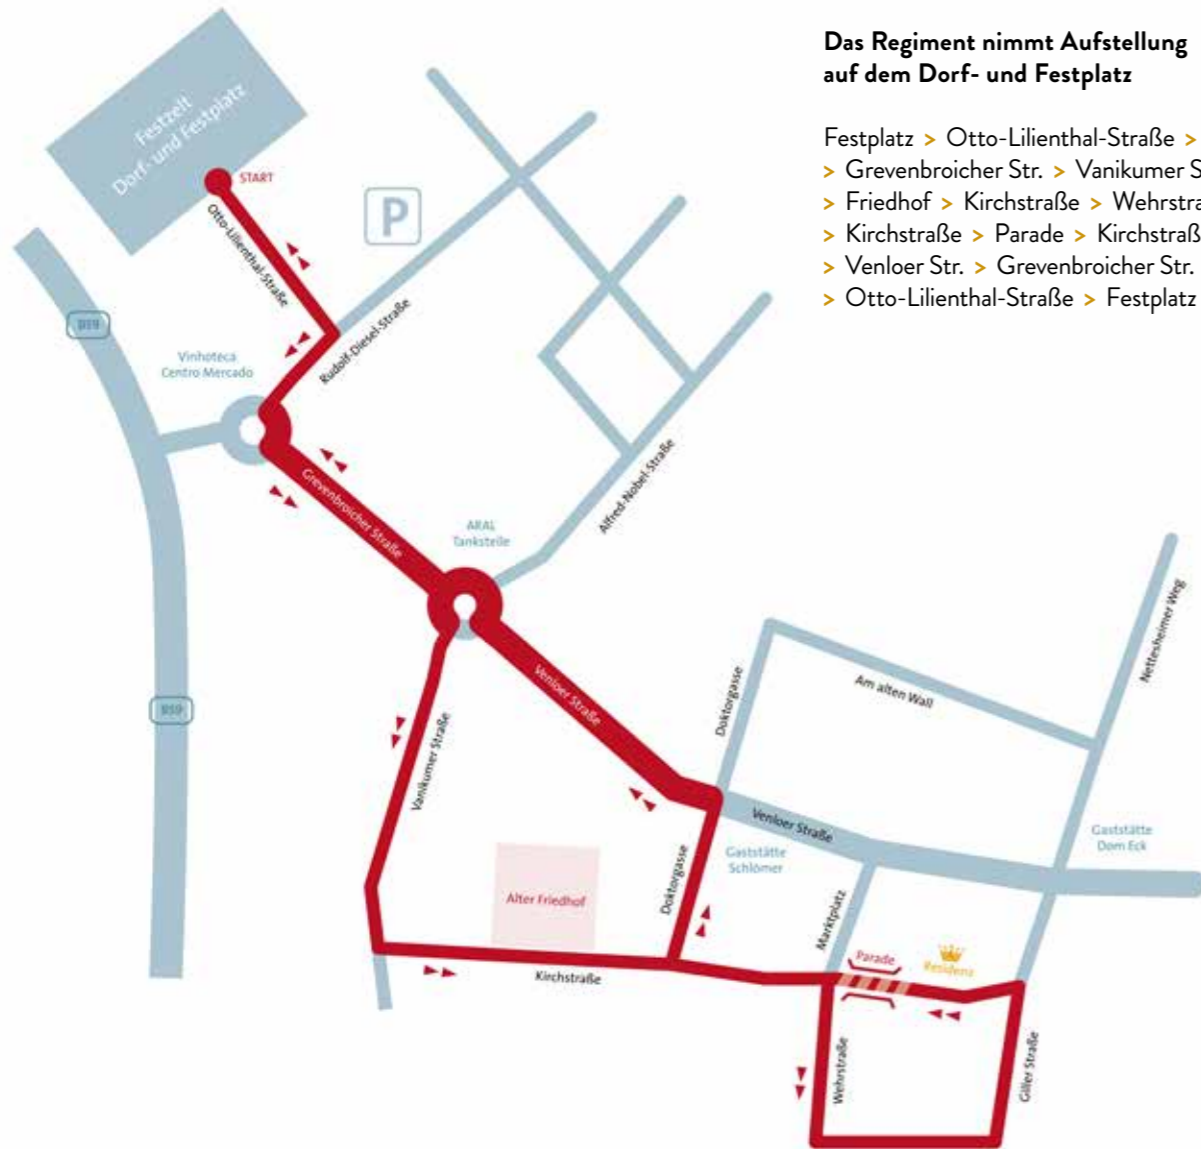 Das Regiment nimmt Aufstellung
auf dem Dorf- und Festplatz
Festplatz > Otto-Lilienthal-Straße >
> Grevenbroicher Str. > Vanikumer
> Friedhof > Kirchstraße >
> Kirchstraße > Parade >
> Venloer Str. > Grevenbroicher Str.
> Otto-Lilienthal-Straße > Festplatz
Festzelt
Dorf- und Festplatz
START
Otto-Lilienthal-Straße
P
Rudolf-Diesel-Straße
B59
Vinhoteca
Centro Mercado
Grevenbroicher Straße
ARAL
Tankstelle
Alfred-Nobel-Straße
Nettesheimer Weg
Venloer Straße
Doktorgasse
Am alten Wall
B59
Vanikumer Straße
Venloer Straße
Gaststätte
Schlömer
Gaststätte
Dom Eck
Alter Friedhof
Doktorgasse
Marktplatz
Parade
Residenz
Kirchstraße
Wehrstraße
Giller Straße